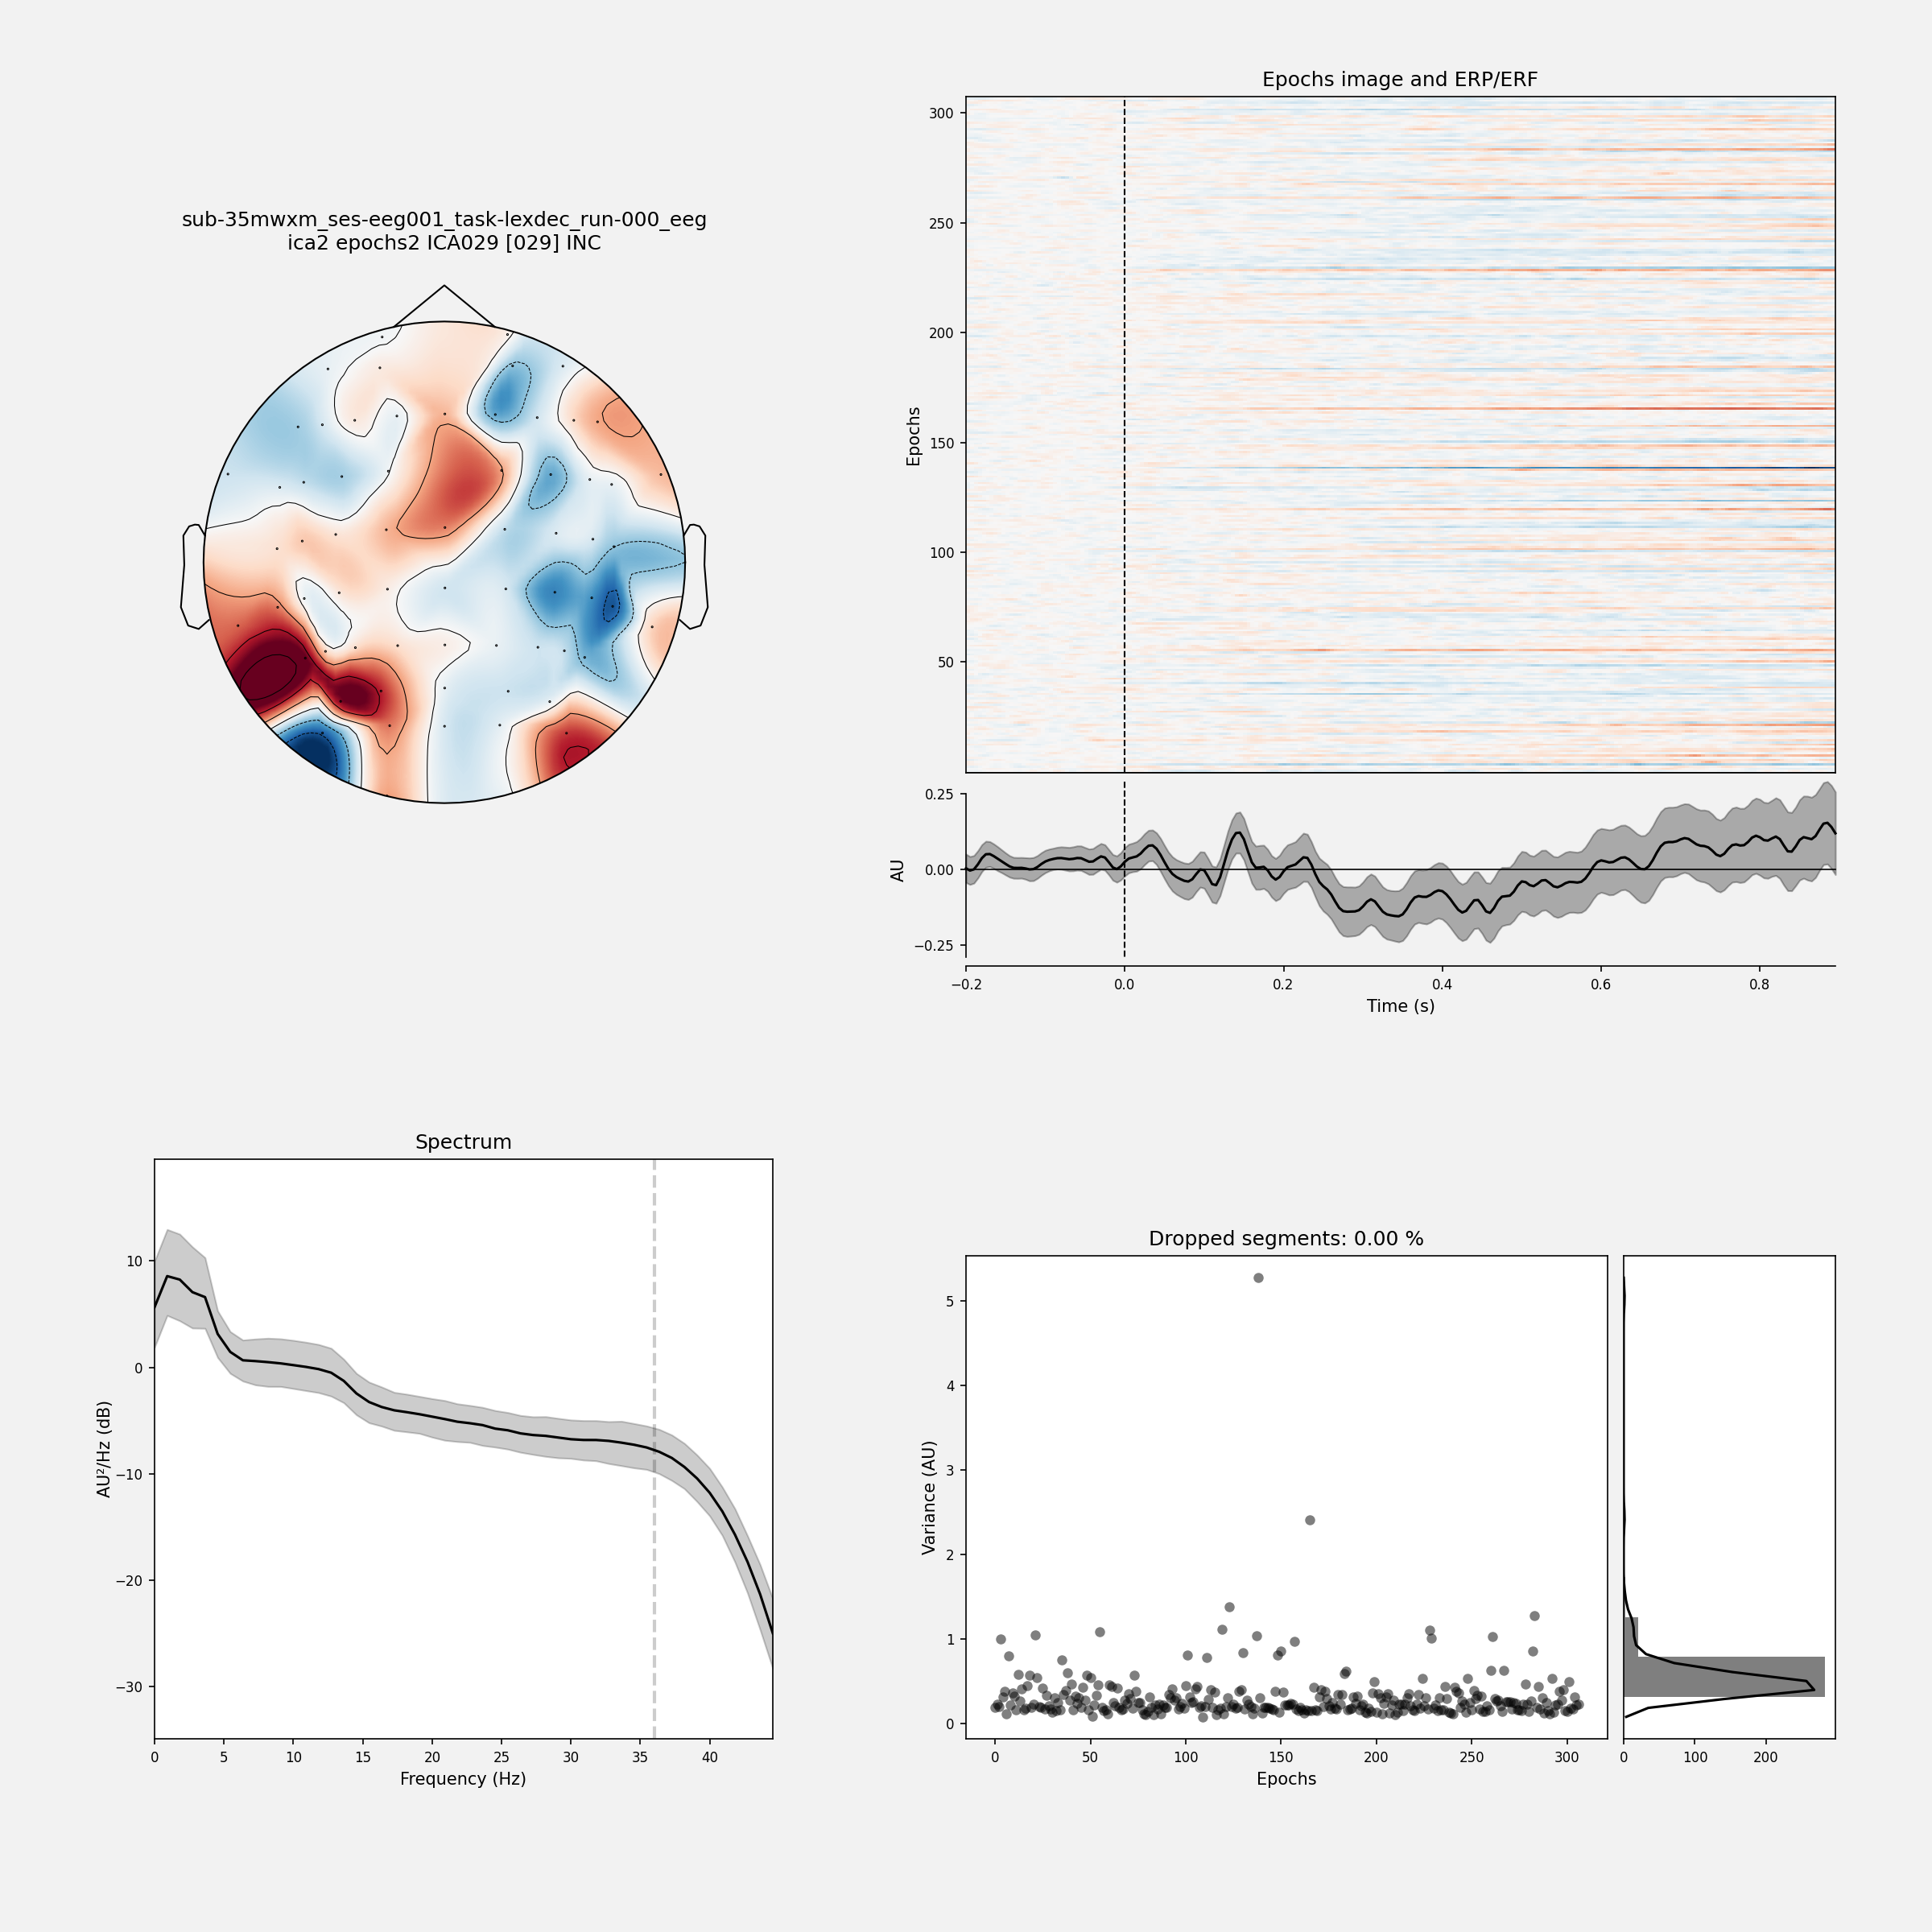 sub-35mwxm_ses-eeg001_task-lexdec_run-000_eeg
ica2 epochs2 ICA029 [029] INC
Epochs image and ERP/ERF
300
250
200
150
100
50
Epochs
0.25
0.00
−0.25
AU
−0.2 0.0 0.2 0.4 0.6 0.8
Time (s)
Spectrum
10
0
−10
−20
−30
AU²/Hz (dB)
0 5 10 15 20 25 30 35 40
Frequency (Hz)
Dropped segments: 0.00 %
5
4
3
2
1
0
Variance (AU)
0 50 100 150 200 250 300
Epochs
0 100 200